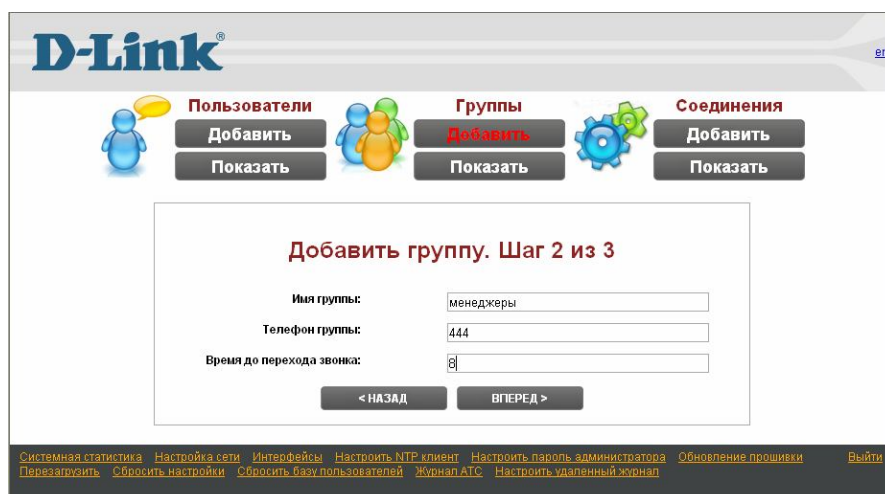 D-Link®
en
Пользователи
Добавить
Показать
Группы
Добавить
Показать
Соединения
Добавить
Показать
Добавить группу. Шаг 2 из 3
Имя группы: менеджеры
Телефон группы: 444
Время до перехода звонка: 8
< НАЗАД ВПЕРЕД >
Системная статистика Настройка сети Интерфейсы Настроить NTP клиент Настроить пароль администратора Обновление прошивки Выйти
Перезагрузить Сбросить настройки Сбросить базу пользователей Журнал АТС Настроить удаленный журнал